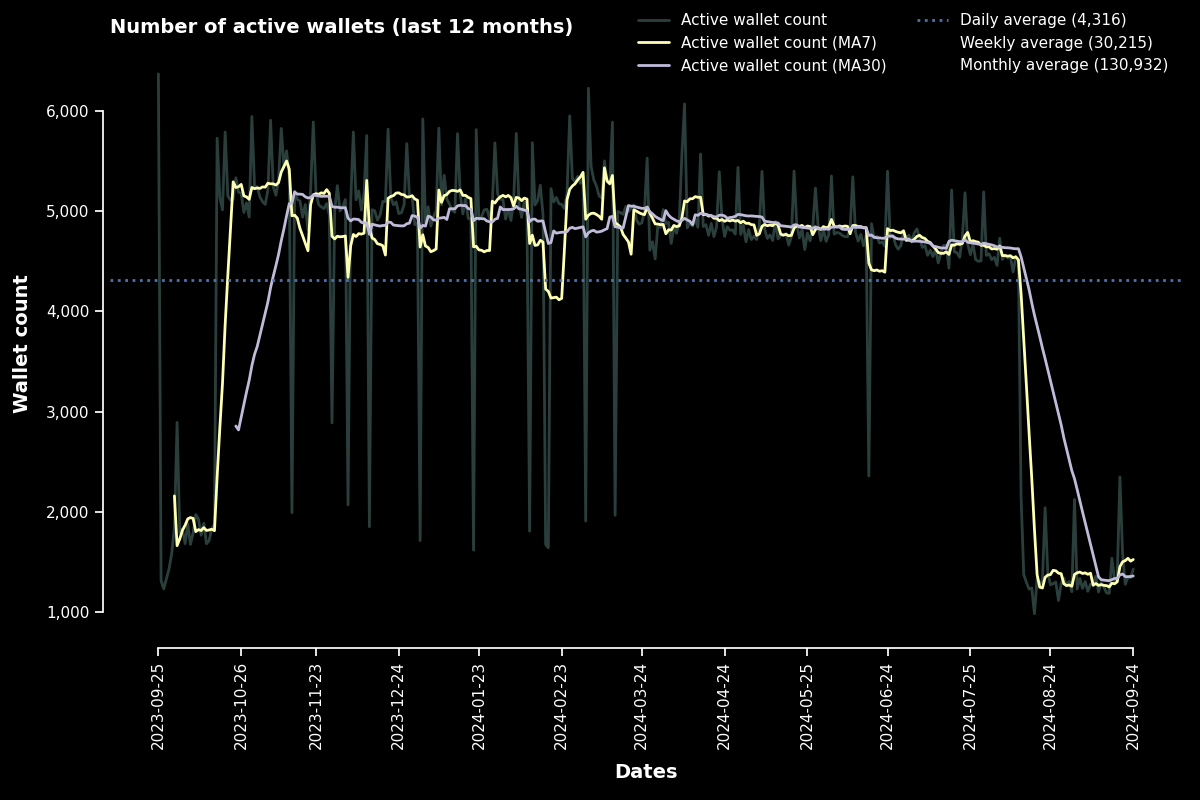 Number of active wallets (last 12 months)
Active wallet count
Active wallet count (MA7)
Active wallet count (MA30)
Daily average (4,316)
Weekly average (30,215)
Monthly average (130,932)
6,000
5,000
4,000
3,000
2,000
1,000
Wallet count
2023-09-25
2023-10-26
2023-11-23
2023-12-24
2024-01-23
2024-02-23
2024-03-24
2024-04-24
2024-05-25
2024-06-24
2024-07-25
2024-08-24
2024-09-24
Dates